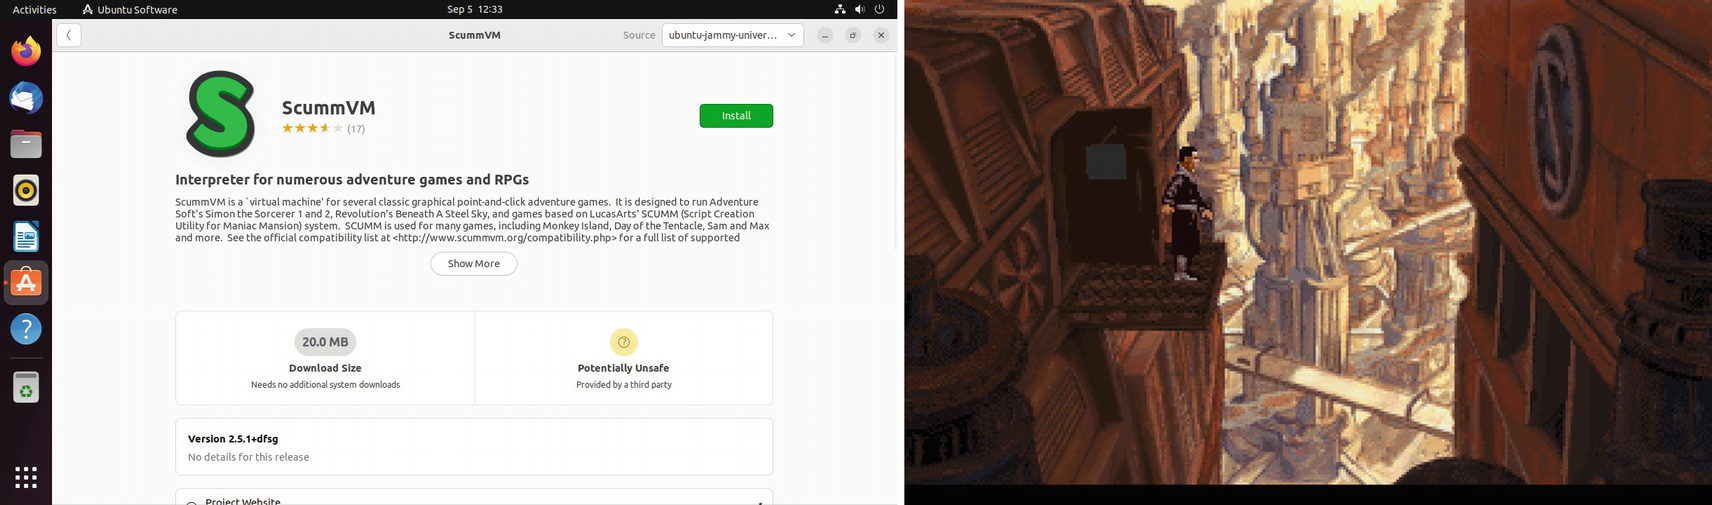 Activities
Ubuntu Software
Sep 5 12:33
ScummVM
Source
ubuntu-jammy-univer...
ScummVM
(17)
Install
Interpreter for numerous adventure games and RPGs
ScummVM is a `virtual machine' for several classic graphical point-and-click adventure games. It is designed to run Adventure
Soft's Simon the Sorcerer 1 and 2, Revolution's Beneath A Steel Sky, and games based on LucasArts' SCUMM (Script Creation
Utility for Maniac Mansion) system. SCUMM is used for many games, including Monkey Island, Day of the Tentacle, Sam and Max
and more. See the official compatibility list at <http://www.scummvm.org/compatibility.php> for a full list of supported
Show More
20.0 MB
Download Size
Needs no additional system downloads
Potentially Unsafe
Provided by a third party
Version 2.5.1+dfsg
No details for this release
Project Website